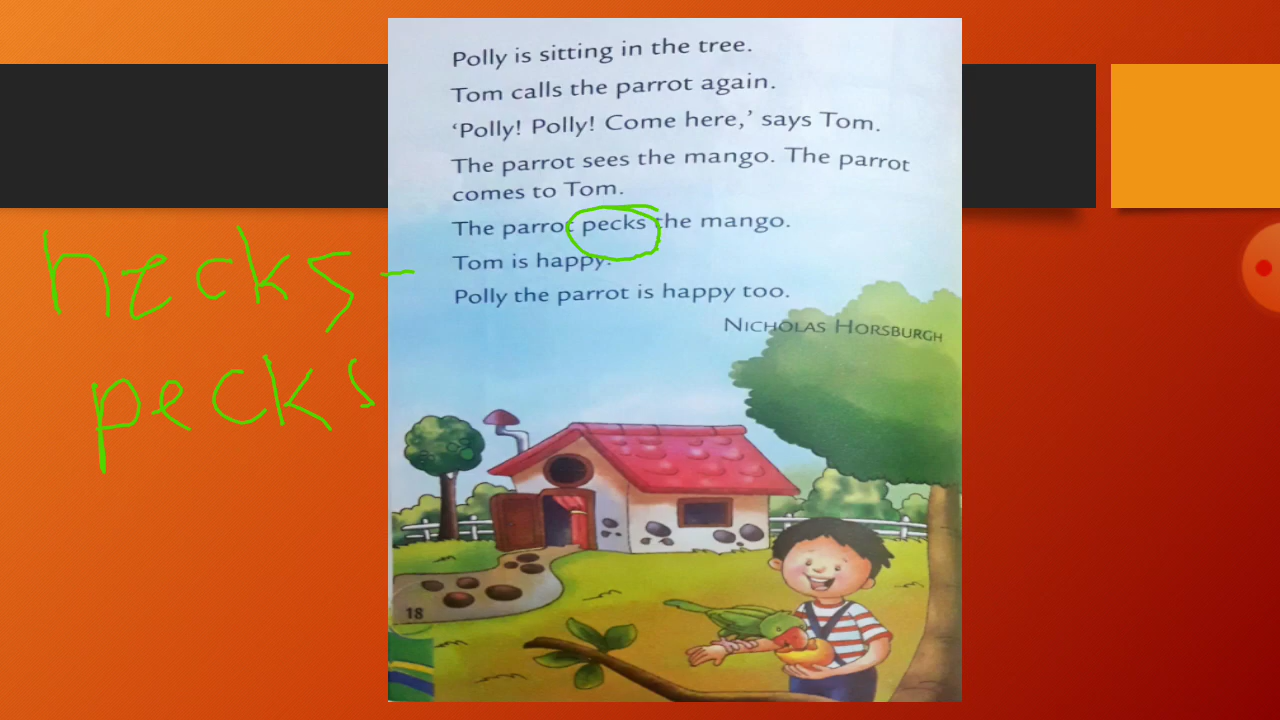 Polly is sitting in the tree.
Tom calls the parrot again.
‘Polly! Polly! Come here,’ says Tom.
The parrot sees the mango. The parrot
comes to Tom.
The parrot pecks the mango.
Tom is happy.
Polly the parrot is happy too.
NICHOLAS HORSBURGH
18
hecks -
pecks